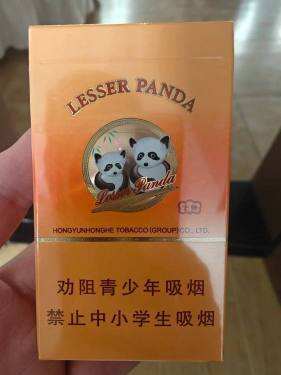 LESSER PANDA
Lesser Panda
HONGYUNHONGHE TOBACCO (GROUP) CO., LTD.
劝阻青少年吸烟
禁止中小学生吸烟